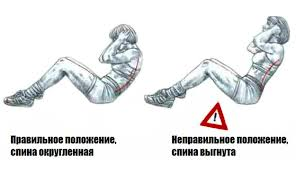 Правильное положение,
спина округленная
Неправильное положение,
спина выгнута